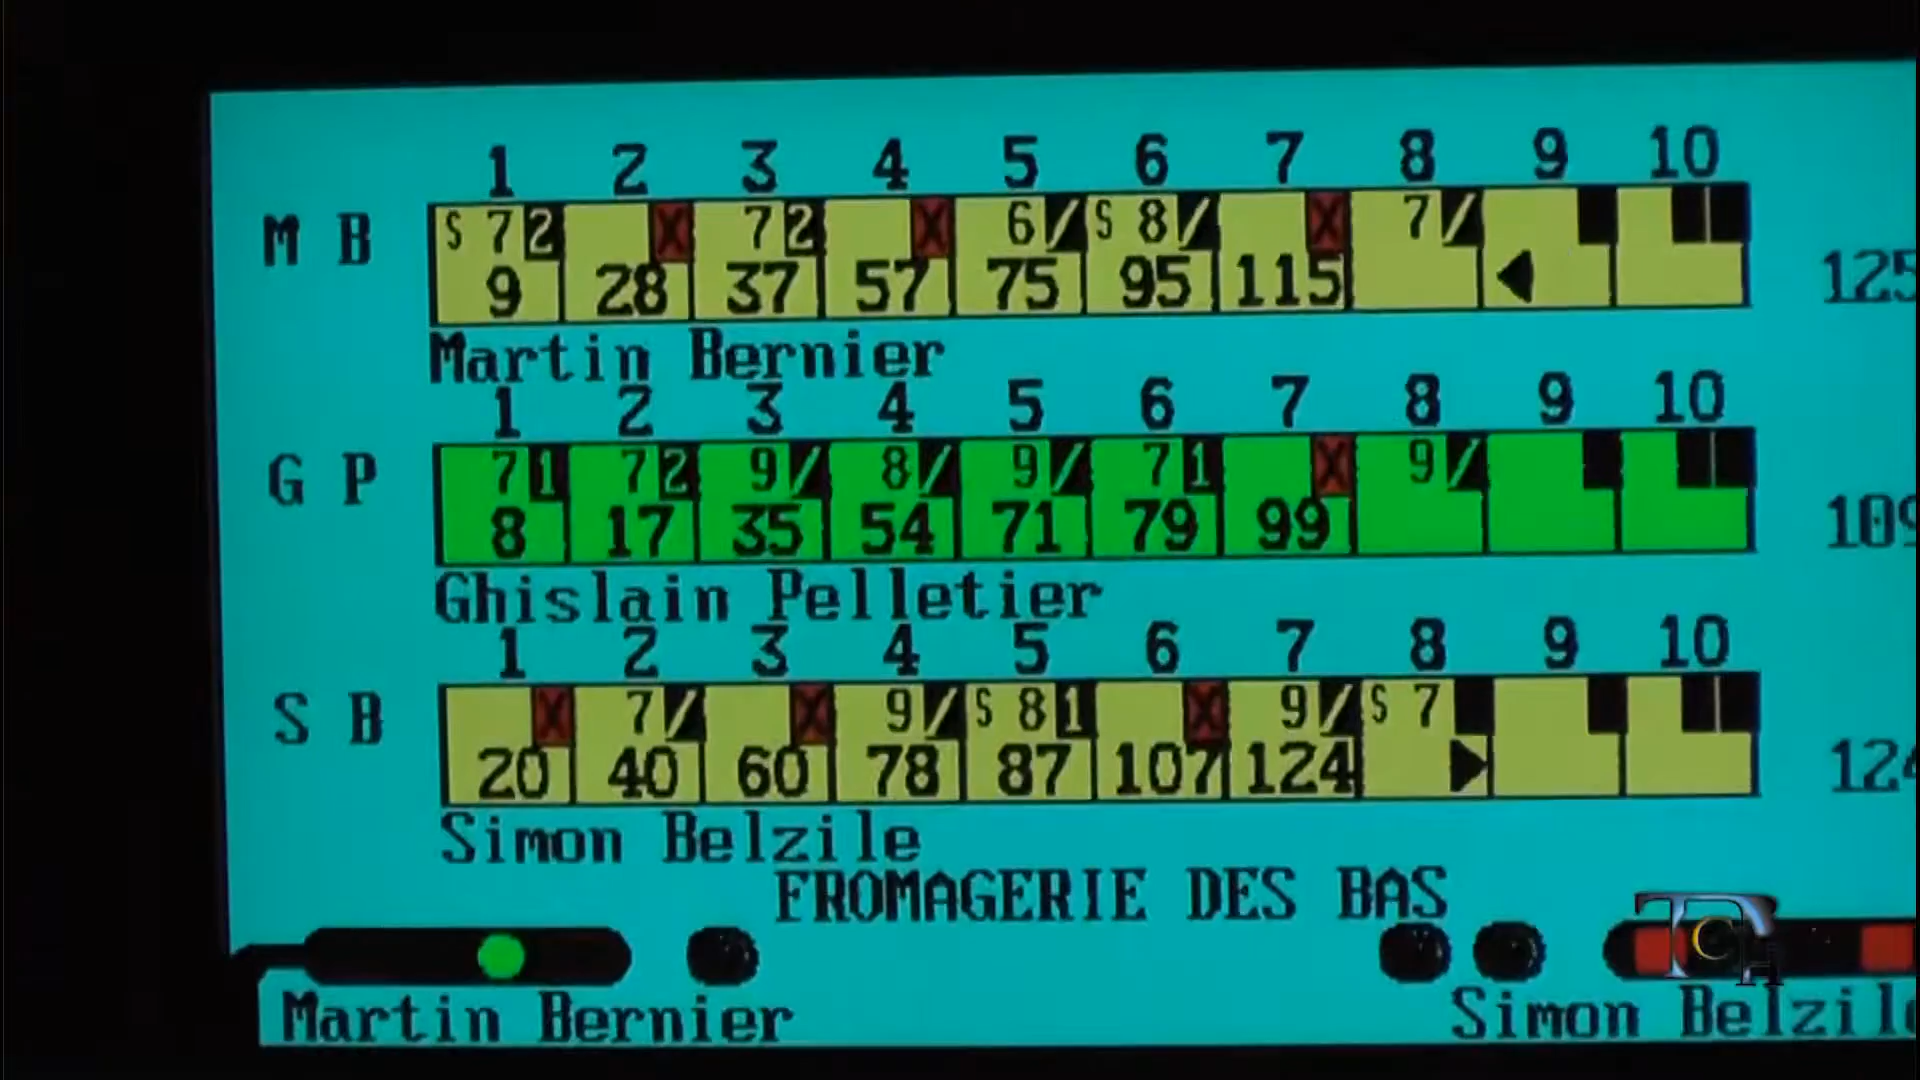 1 2 3 4 5 6 7 8 9 10
M B S 7 2 X 7 2 X 6 / S 8 / X 7 /
9 28 37 57 75 95 115 125
Martin Bernier
1 2 3 4 5 6 7 8 9 10
G P 7 1 7 2 9 / 8 / 9 / 7 1 X 9 /
8 17 35 54 71 79 99 109
Ghislain Pelletier
1 2 3 4 5 6 7 8 9 10
S B X 7 / X 9 / S 8 1 X 9 / S 7
20 40 60 78 87 107 124 124
Simon Belzile
FROMAGERIE DES BAS
TCH
Martin Bernier Simon Belzile